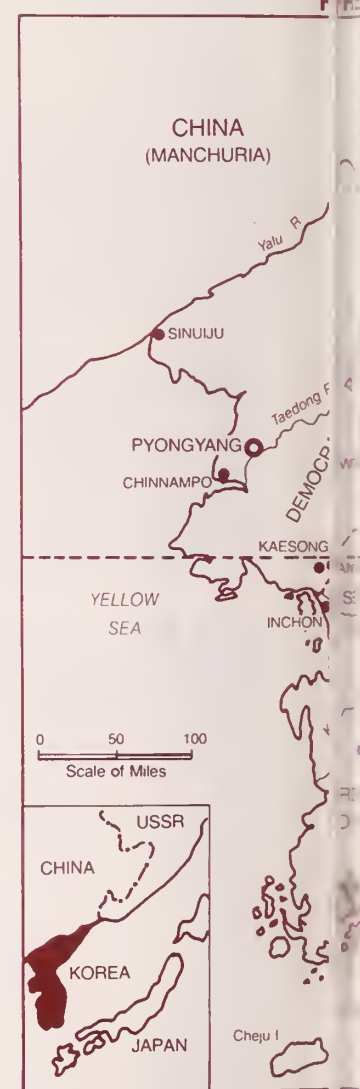 CHINA
(MANCHURIA)
Yalu R
SINUIJU
Taedong R
PYONGYANG
CHINNAMPO
KAESONG
YELLOW
SEA
INCHON
0 50 100
Scale of Miles
USSR
CHINA
KOREA
JAPAN
Cheju I